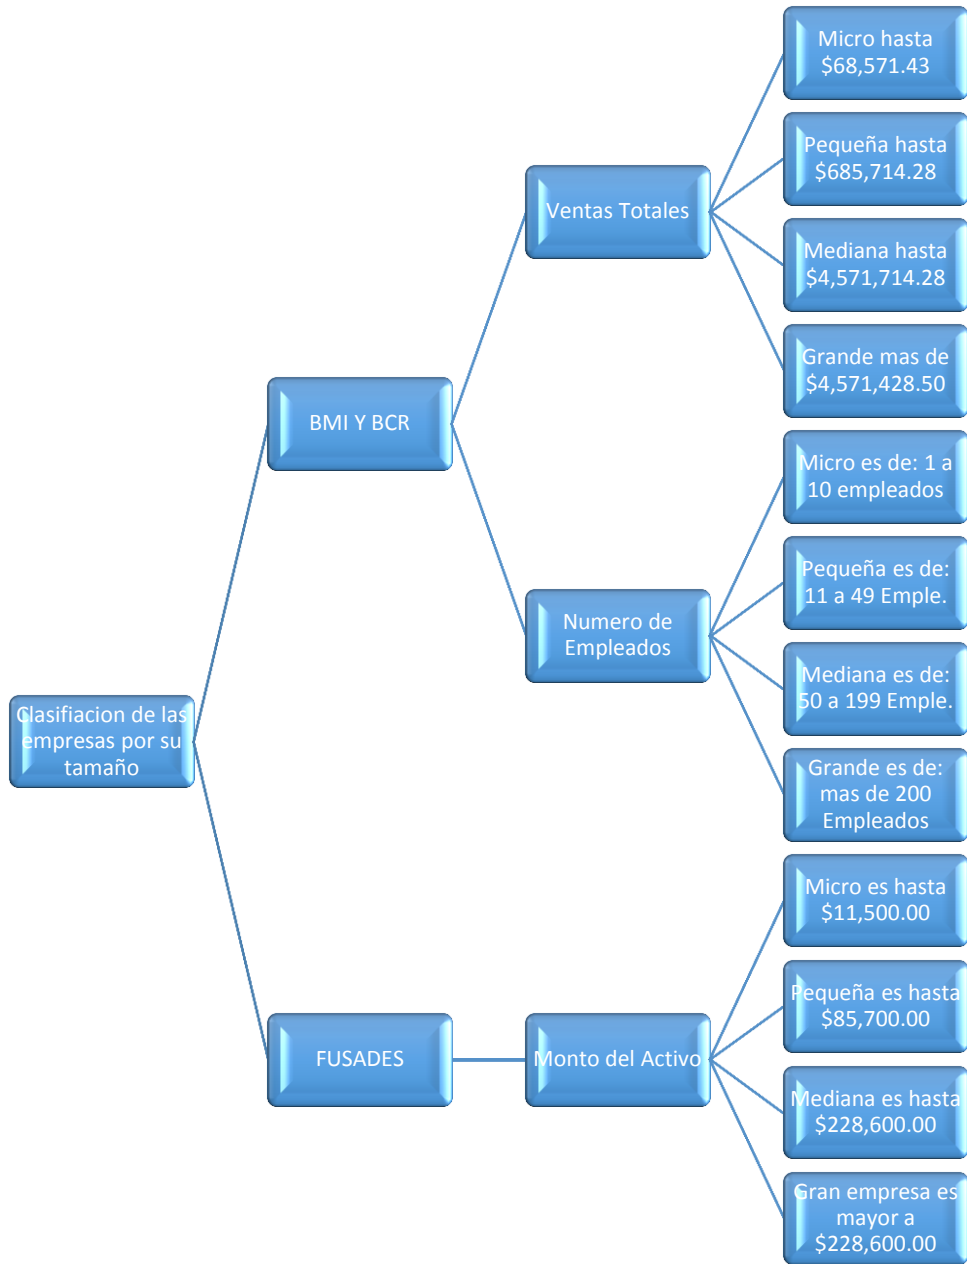 Clasifiacion de las
empresas por su
tamaño
BMI Y BCR
Ventas Totales
Micro hasta
$68,571.43
Pequeña hasta
$685,714.28
Mediana hasta
$4,571,714.28
Grande mas de
$4,571,428.50
Numero de
Empleados
Micro es de: 1 a
10 empleados
Pequeña es de:
11 a 49 Emple.
Mediana es de:
50 a 199 Emple.
Grande es de:
mas de 200
Empleados
FUSADES
Monto del Activo
Micro es hasta
$11,500.00
Pequeña es hasta
$85,700.00
Mediana es hasta
$228,600.00
Gran empresa es
mayor a
$228,600.00